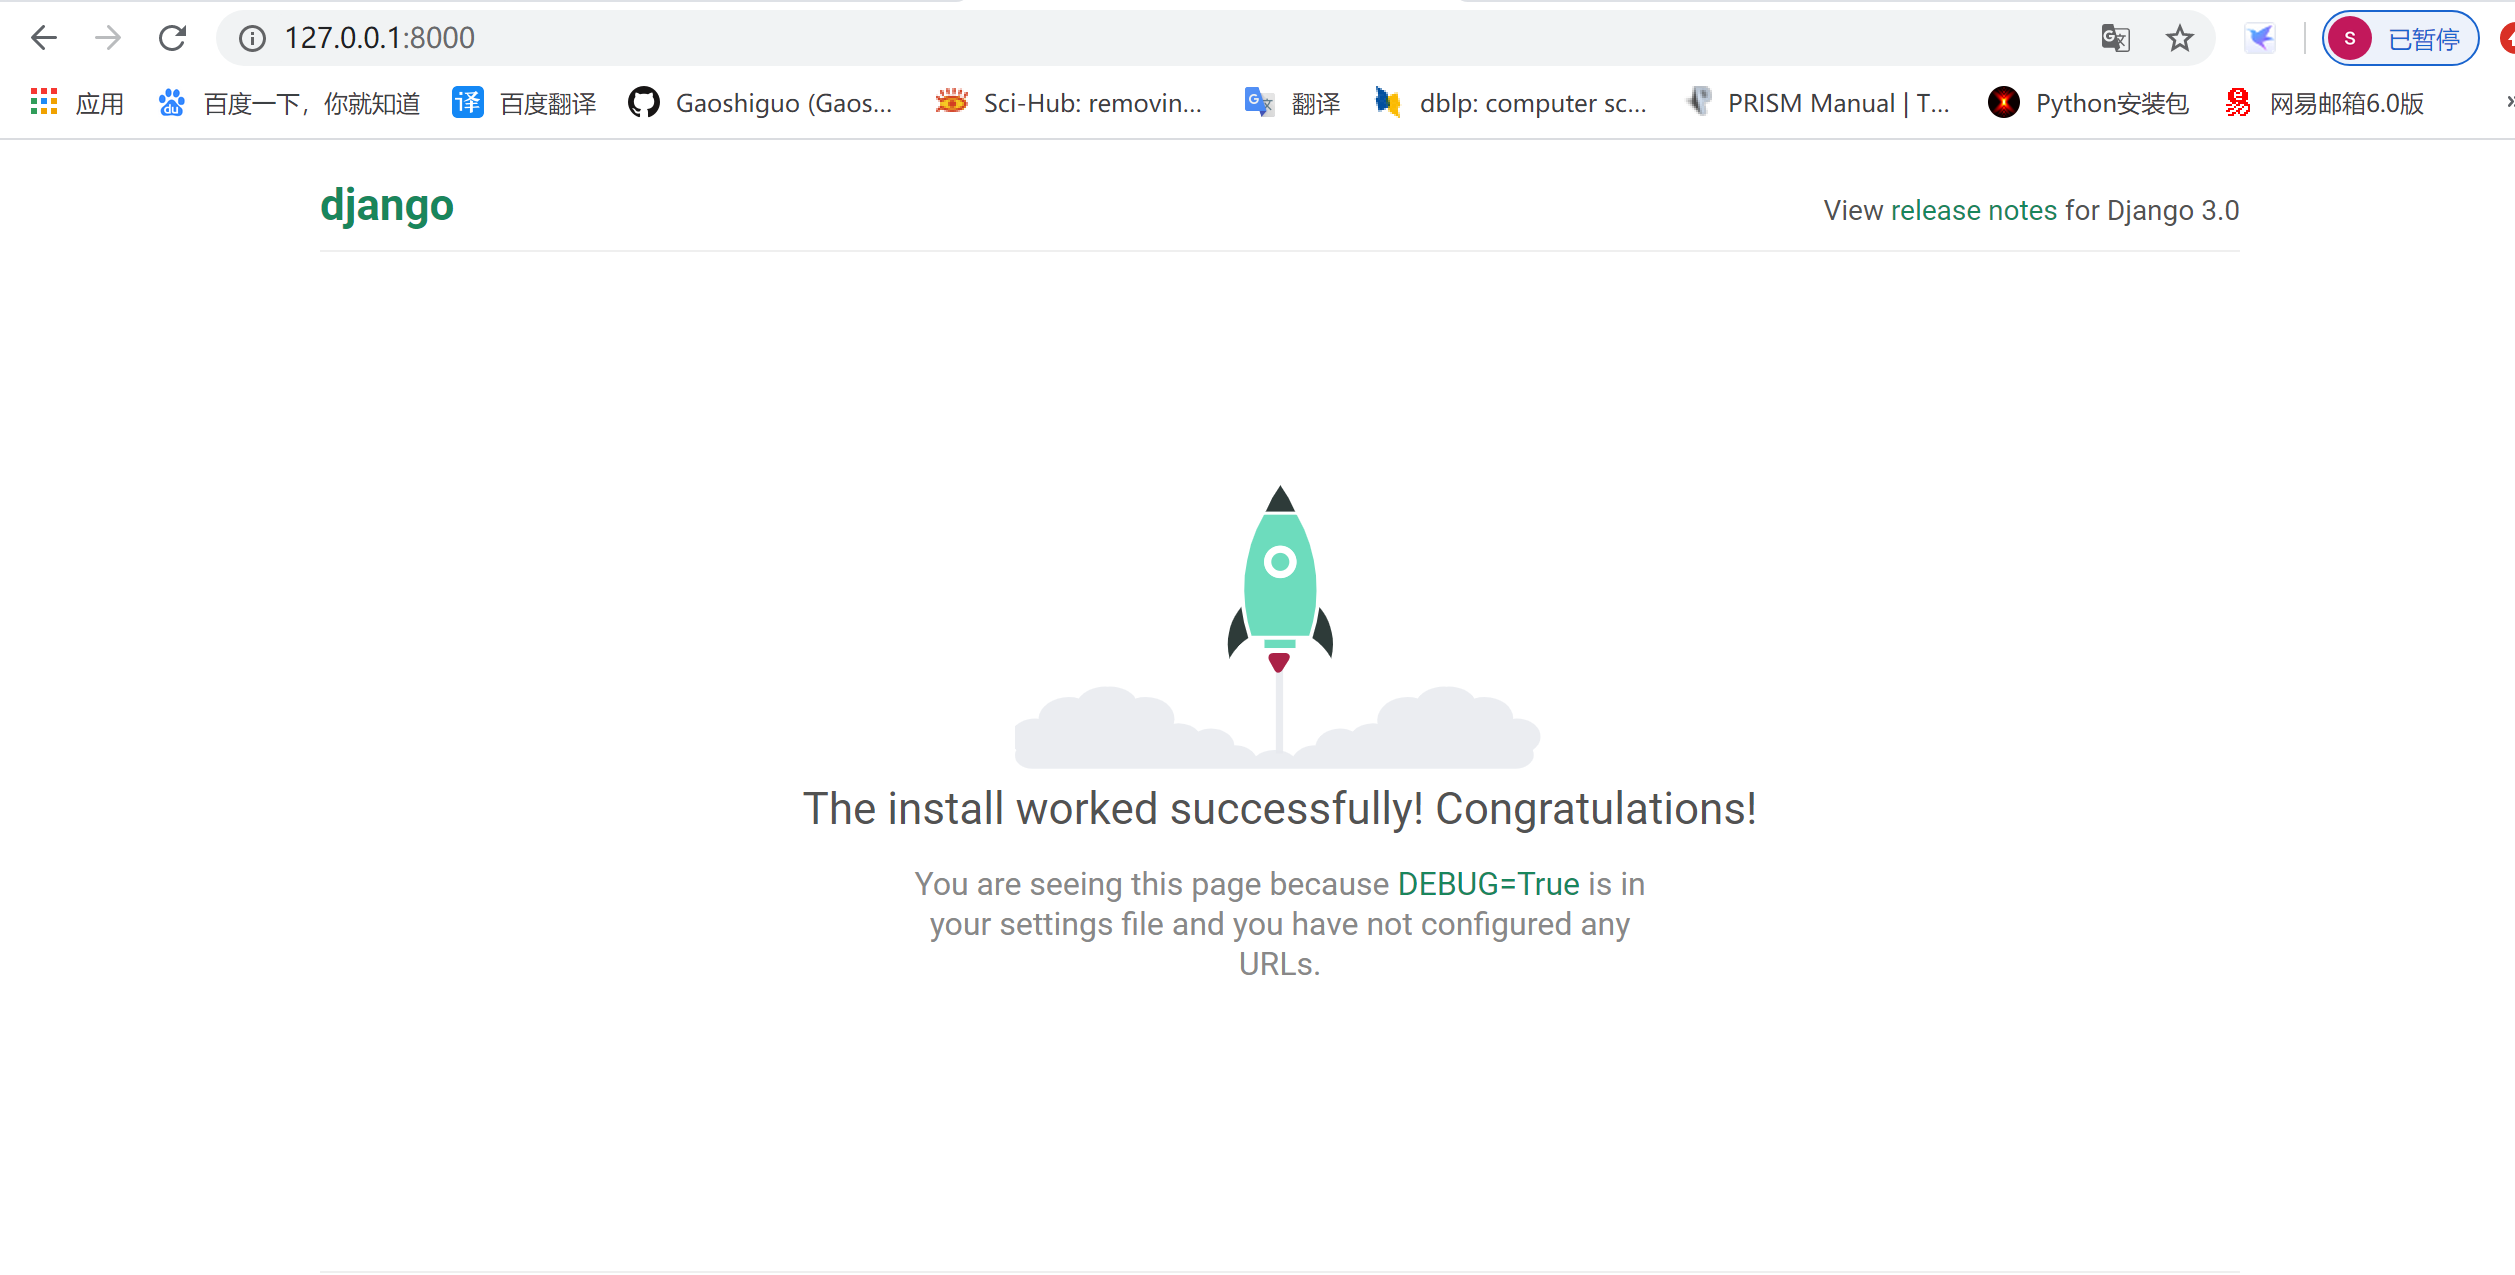 127.0.0.1:8000
已暂停
应用 百度一下，你就知道 百度翻译 Gaoshiguo (Gaos... Sci-Hub: removin... 翻译 dblp: computer sc... PRISM Manual | T... Python安装包 网易邮箱6.0版
django
View release notes for Django 3.0
The install worked successfully! Congratulations!
You are seeing this page because DEBUG=True is in
your settings file and you have not configured any
URLs.